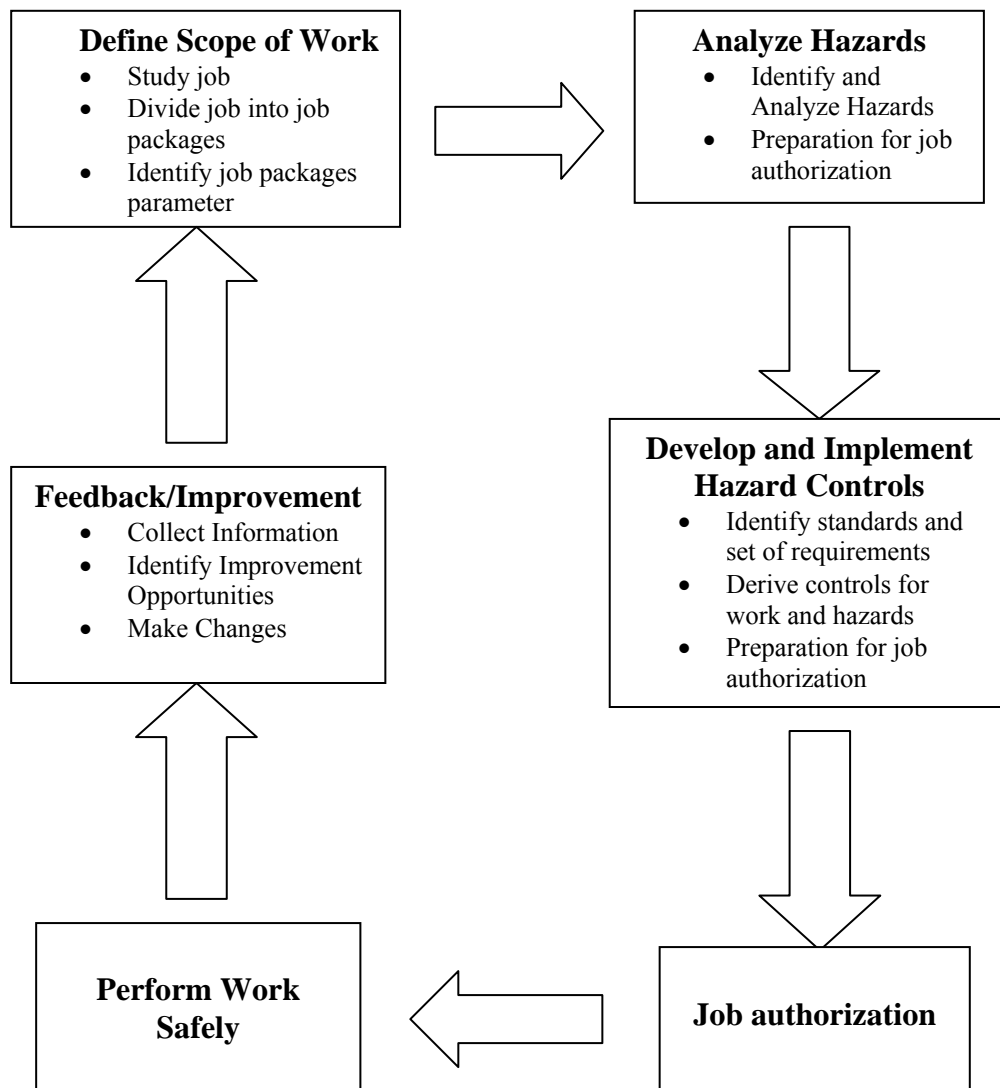 Define Scope of Work
• Study job
• Divide job into job
packages
• Identify job packages
parameter
Analyze Hazards
• Identify and
Analyze Hazards
• Preparation for job
authorization
Develop and Implement
Hazard Controls
• Identify standards and
set of requirements
• Derive controls for
work and hazards
• Preparation for job
authorization
Job authorization
Perform Work
Safely
Feedback/Improvement
• Collect Information
• Identify Improvement
Opportunities
• Make Changes